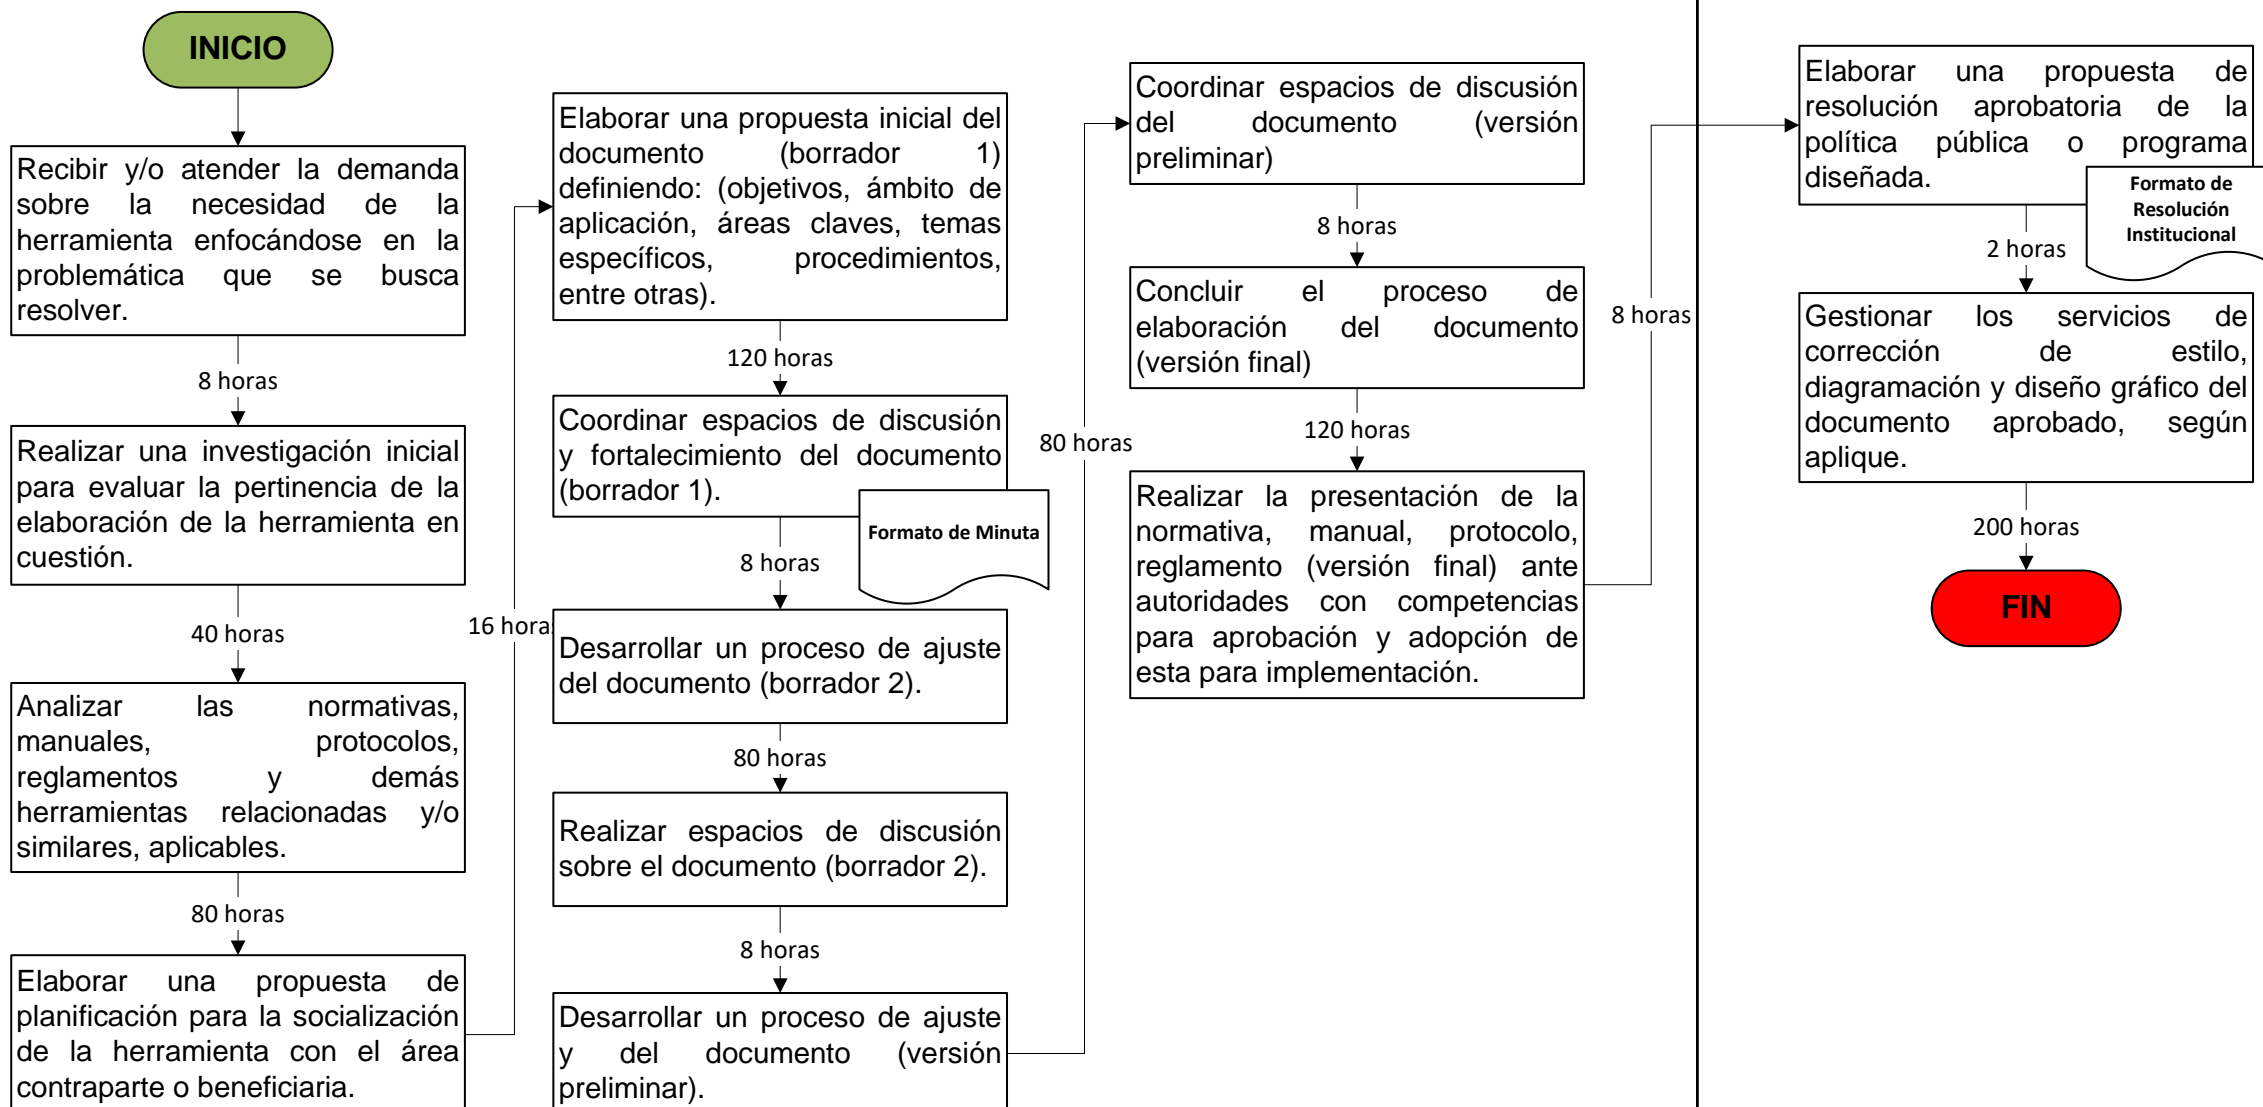 INICIO
Recibir y/o atender la demanda
sobre la necesidad de la
herramienta enfocándose en la
problemática que se busca
resolver.
8 horas
Realizar una investigación inicial
para evaluar la pertinencia de la
elaboración de la herramienta en
cuestión.
40 horas
Analizar las normativas,
manuales, protocolos,
reglamentos y demás
herramientas relacionadas y/o
similares, aplicables.
80 horas
Elaborar una propuesta de
planificación para la socialización
de la herramienta con el área
contraparte o beneficiaria.
16 horas
Elaborar una propuesta inicial del
documento (borrador 1)
definiendo: (objetivos, ámbito de
aplicación, áreas claves, temas
específicos, procedimientos,
entre otras).
120 horas
Coordinar espacios de discusión
y fortalecimiento del documento
(borrador 1).
Formato de Minuta
8 horas
Desarrollar un proceso de ajuste
del documento (borrador 2).
80 horas
Realizar espacios de discusión
sobre el documento (borrador 2).
8 horas
Desarrollar un proceso de ajuste
y del documento (versión
preliminar).
80 horas
Coordinar espacios de discusión
del documento (versión
preliminar)
8 horas
Concluir el proceso de
elaboración del documento
(versión final)
120 horas
Realizar la presentación de la
normativa, manual, protocolo,
reglamento (versión final) ante
autoridades con competencias
para aprobación y adopción de
esta para implementación.
8 horas
Elaborar una propuesta de
resolución aprobatoria de la
política pública o programa
diseñada.
Formato de
Resolución
Institucional
2 horas
Gestionar los servicios de
corrección de estilo,
diagramación y diseño gráfico del
documento aprobado, según
aplique.
200 horas
FIN